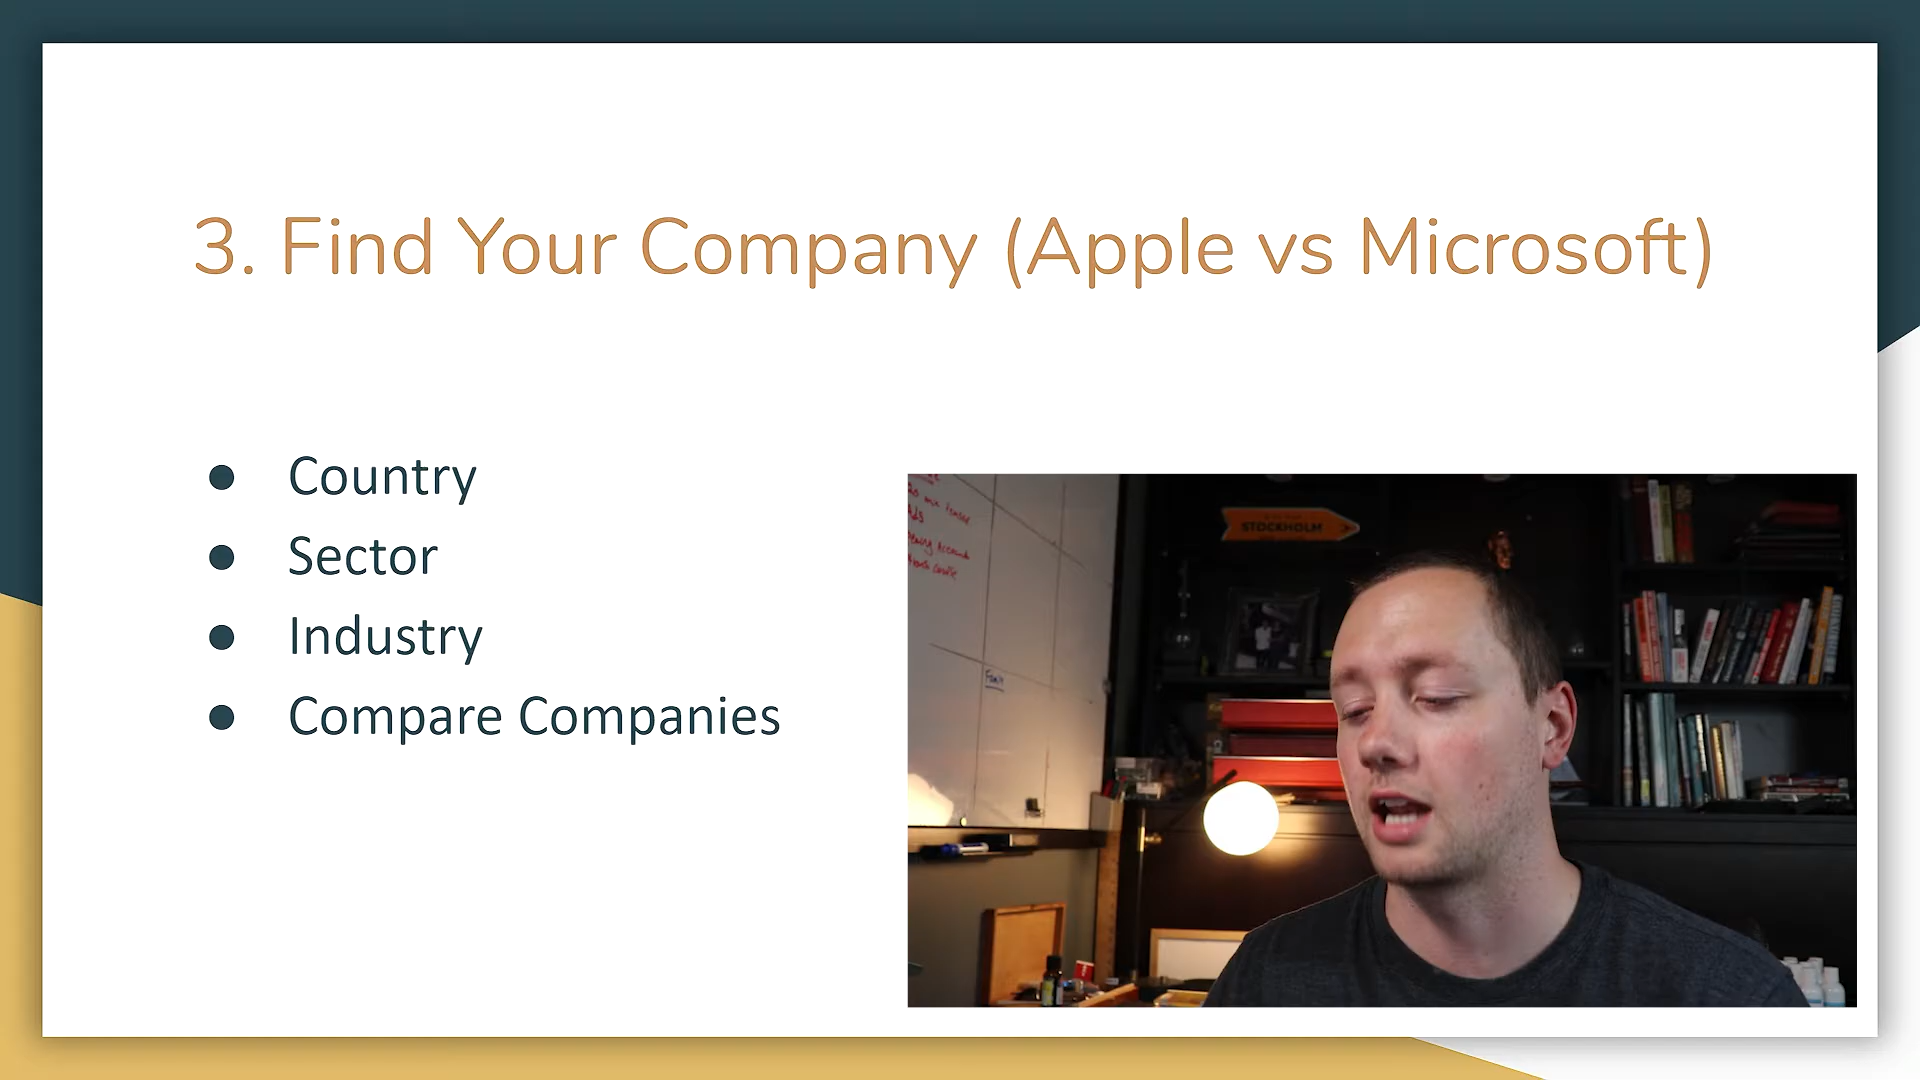 3. Find Your Company (Apple vs Microsoft)
● Country
● Sector
● Industry
● Compare Companies
STOCKHOLM